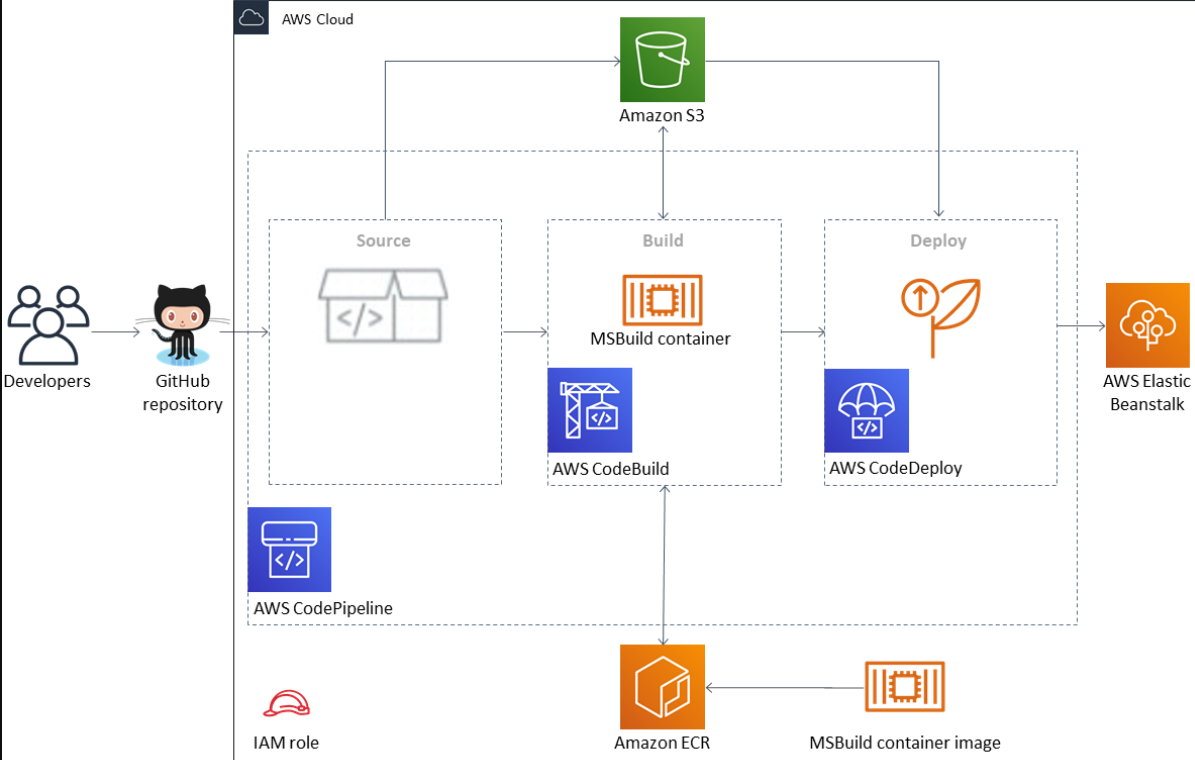 AWS Cloud
Amazon S3
Source
Build
Deploy
</>
MSBuild container
</>
</>
Developers
GitHub
repository
AWS CodeBuild
AWS CodeDeploy
AWS Elastic
Beanstalk
</>
AWS CodePipeline
IAM role
Amazon ECR
MSBuild container image